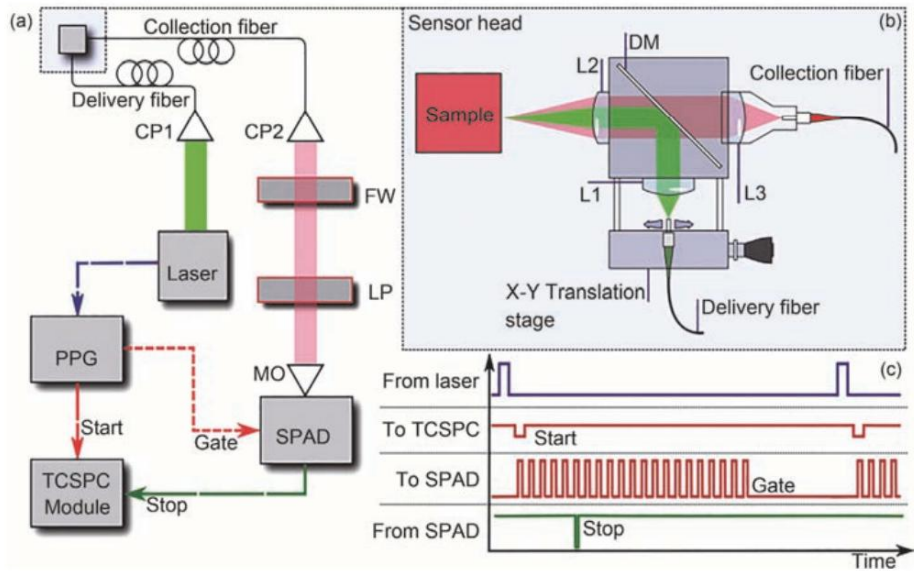 (a)
Collection fiber
Delivery fiber
CP1
CP2
FW
Laser
LP
PPG
MO
Start
Gate
SPAD
TCSPC
Module
Stop
Sensor head
(b)
DM
L2
Collection fiber
Sample
L1
L3
X-Y Translation
stage
Delivery fiber
(c)
From laser
To TCSPC
Start
To SPAD
Gate
From SPAD
Stop
Time